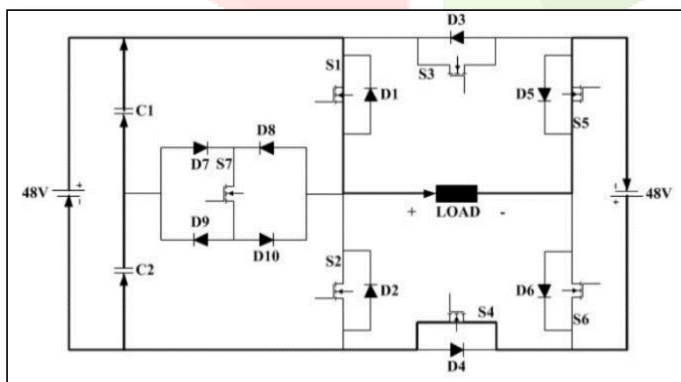 D3
S1
S3
D1
D5
S5
C1
D8
D7
S7
48V
+
-
-
+
48V
+
LOAD
-
D9
D10
C2
S2
D2
S4
D6
S6
D4